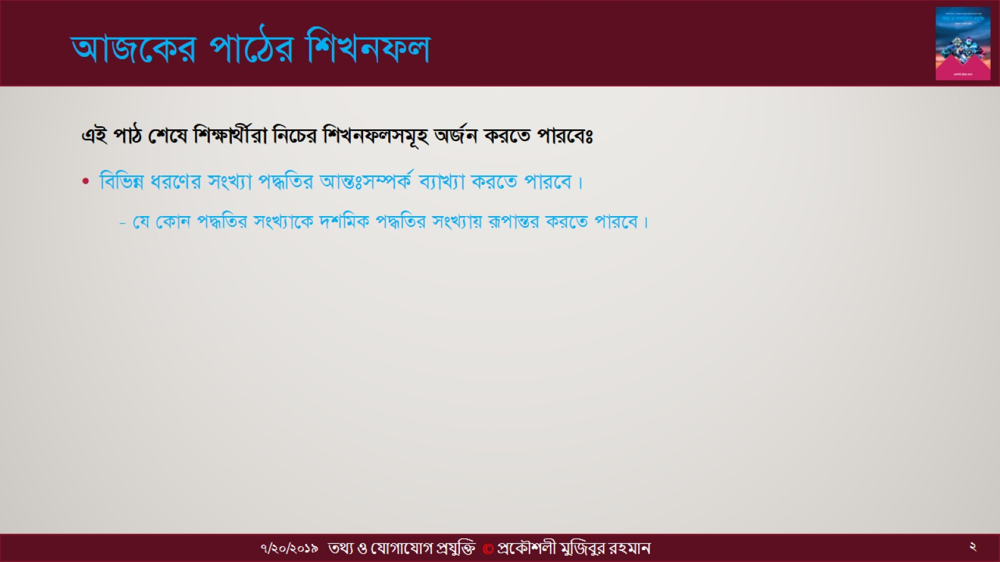 আজকের পাঠের শিখনফল
এই পাঠ শেষে শিক্ষার্থীরা নিচের শিখনফলসমূহ অর্জন করতে পারবেঃ
• বিভিন্ন ধরণের সংখ্যা পদ্ধতির আন্তঃসম্পর্ক ব্যাখ্যা করতে পারবে।
- যে কোন পদ্ধতির সংখ্যাকে দশমিক পদ্ধতির সংখ্যায় রূপান্তর করতে পারবে।
৭/২০/২০১৯ তথ্য ও যোগাযোগ প্রযুক্তি © প্রকৌশলী মুজিবুর রহমান
২